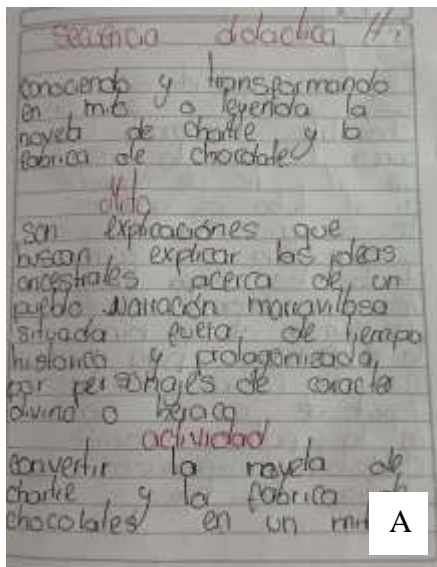 secuencia didactica #1
conociendo y transformando
en mito o leyenda la
novela de charlie y la
fabrica de chocolate
Mito
son explicaciones que
buscan explicar las ideas
ancestrales acerca de un
pueblo Narración maravillosa
situada fuera de tiempo
historico y protagonizada
por personajes de caracter
divino o heroco
actividad
convertir la novela de
charlie y la fabrica
chocolates en un
A